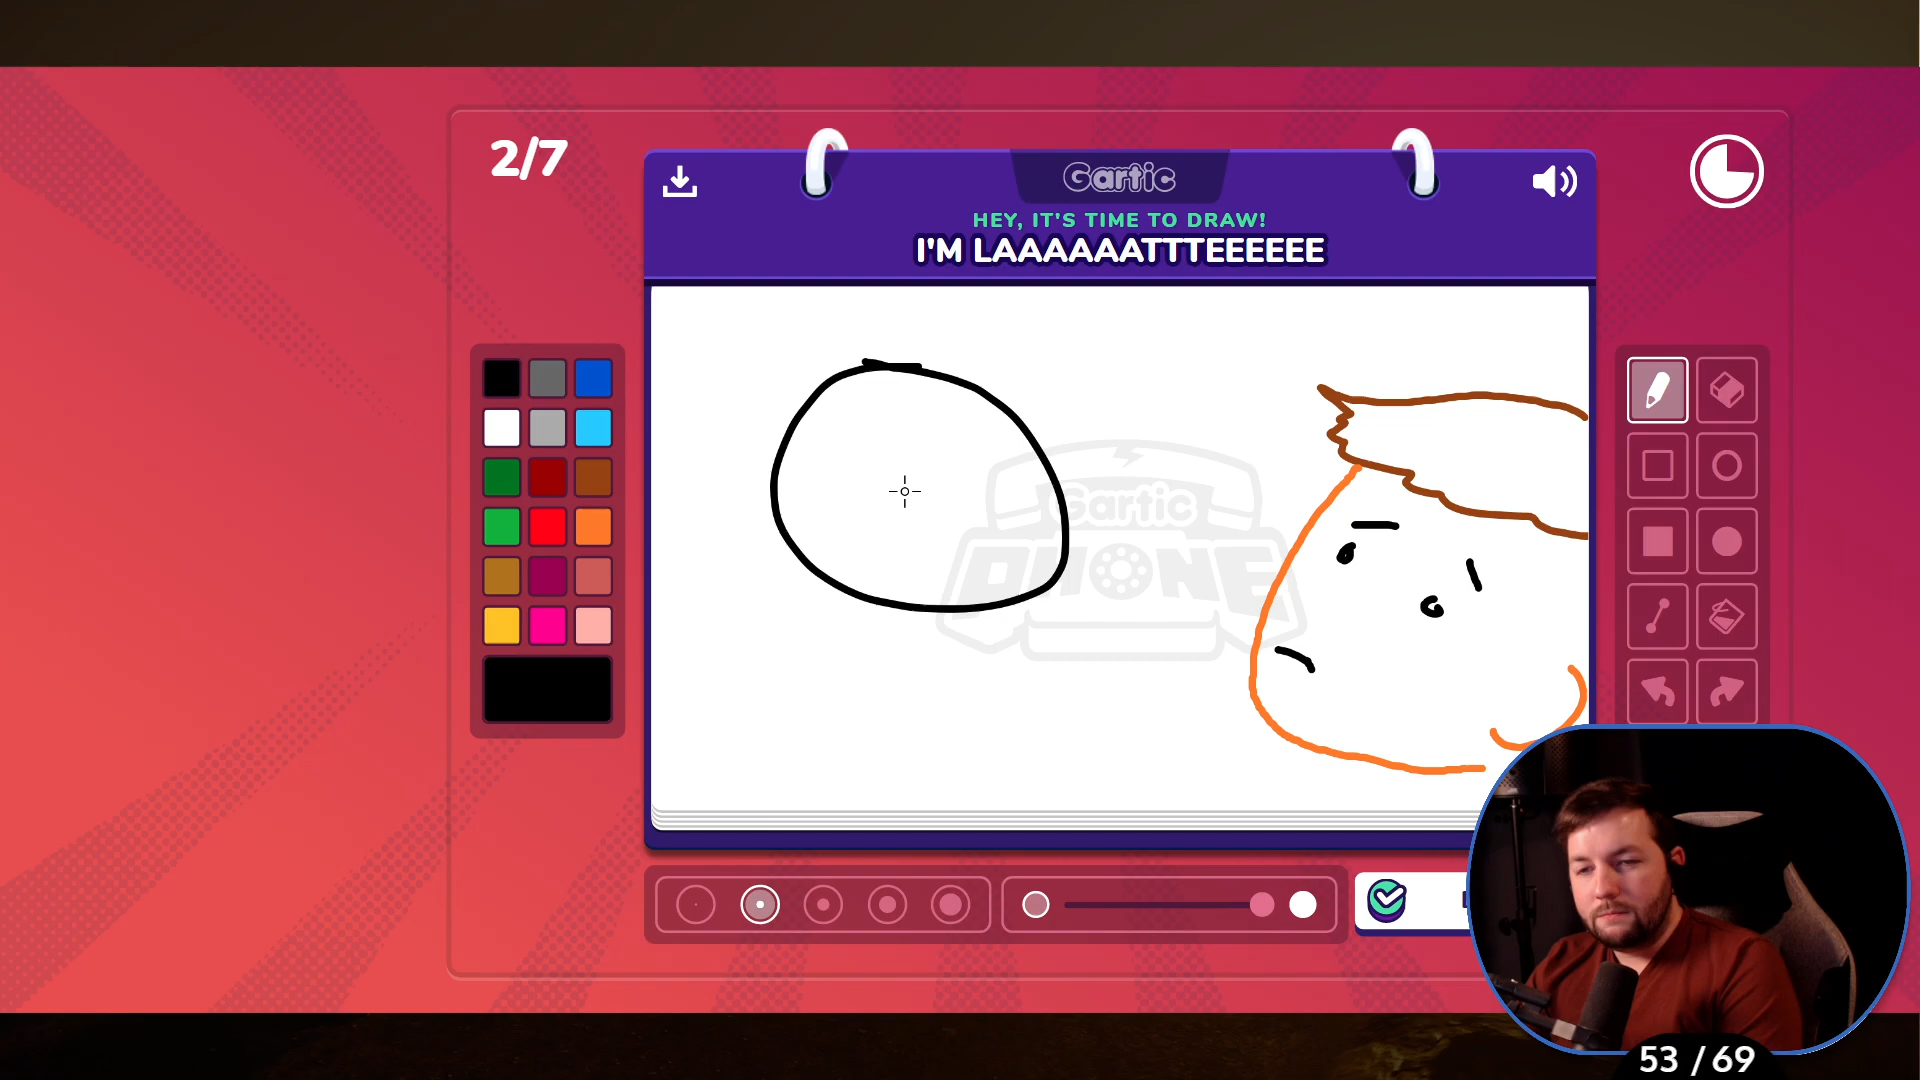 2/7
Gartic
HEY, IT'S TIME TO DRAW!
I'M LAAAAAATTTEEEEEE
Gartic
PHONE
53 / 69